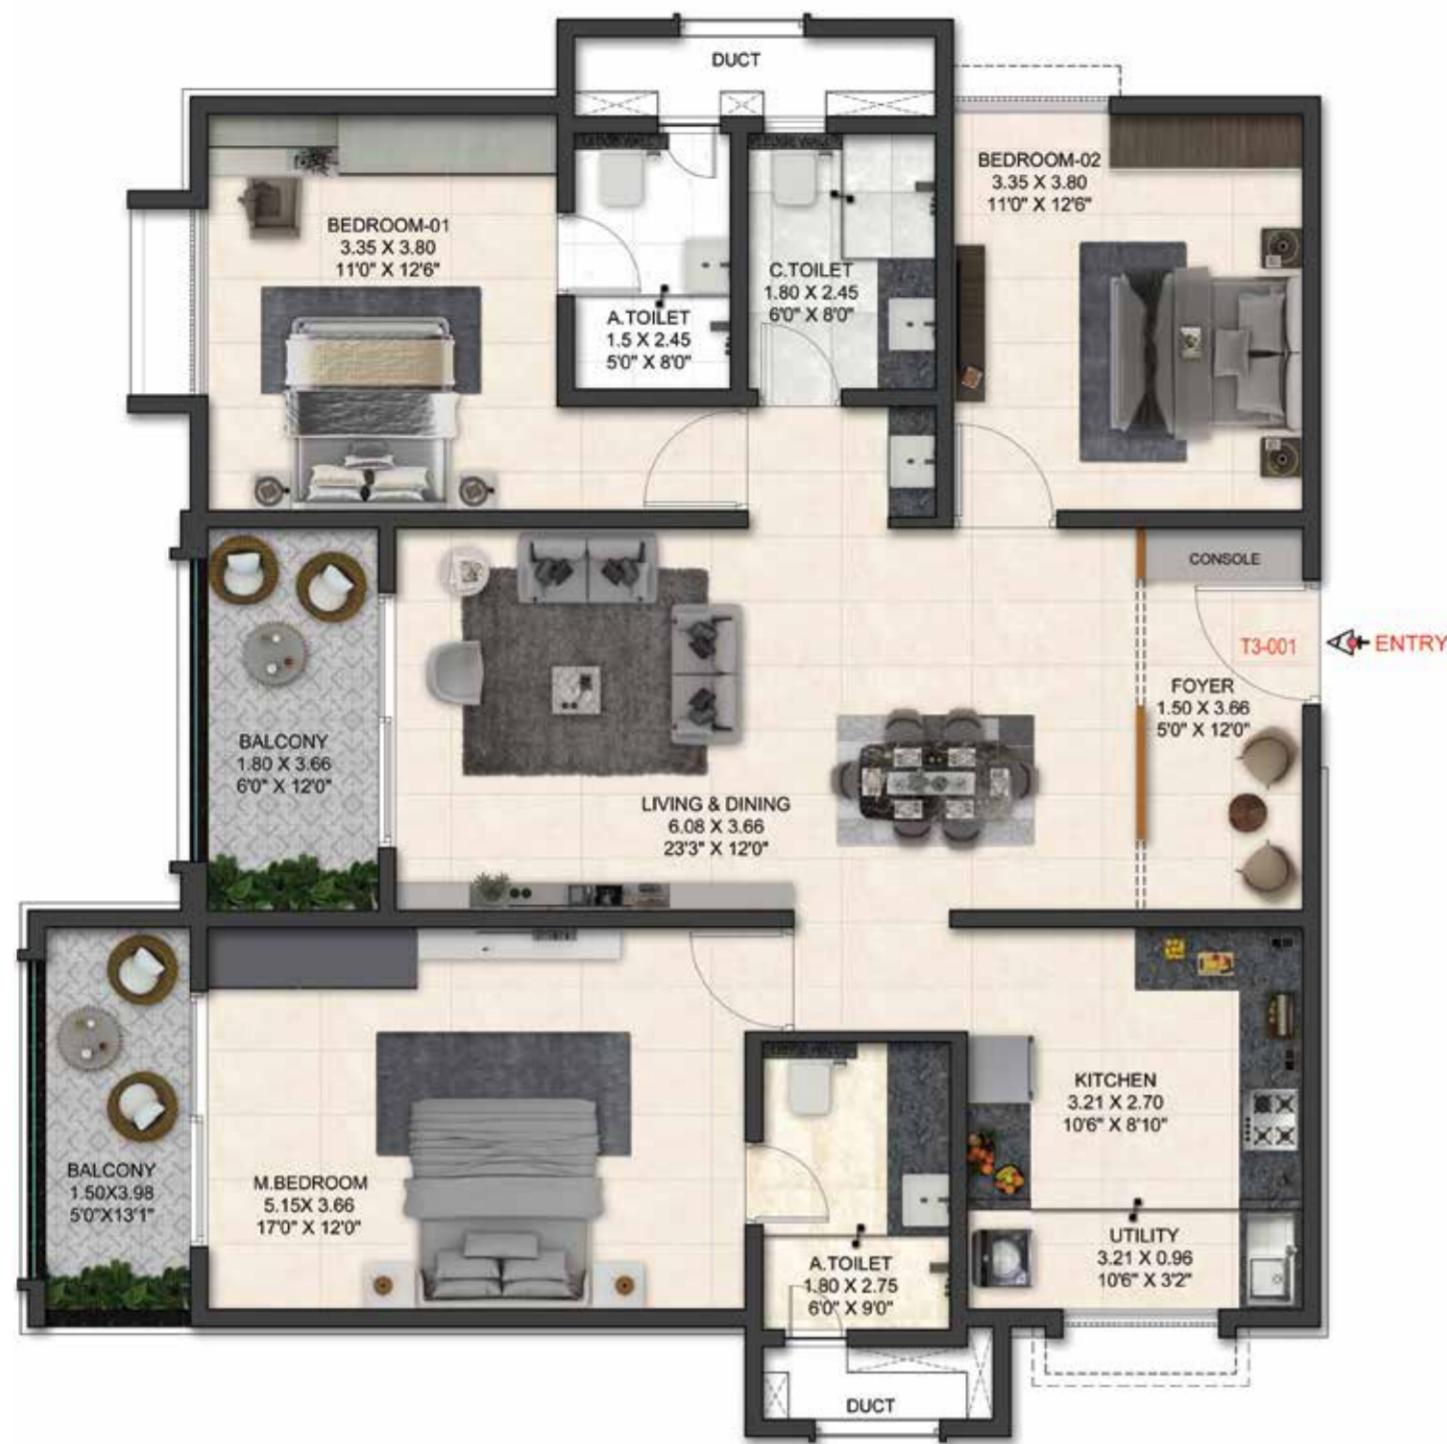 DUCT
BEDROOM-02
3.35 X 3.80
11'0" X 12'6"
BEDROOM-01
3.35 X 3.80
11'0" X 12'6"
C.TOILET
1.80 X 2.45
6'0" X 8'0"
A.TOILET
1.5 X 2.45
5'0" X 8'0"
CONSOLE
T3-001
ENTRY
FOYER
1.50 X 3.66
5'0" X 12'0"
BALCONY
1.80 X 3.66
6'0" X 12'0"
LIVING & DINING
6.08 X 3.66
23'3" X 12'0"
KITCHEN
3.21 X 2.70
10'6" X 8'10"
BALCONY
1.50X3.98
5'0"X13'1"
M.BEDROOM
5.15X 3.66
17'0" X 12'0"
UTILITY
3.21 X 0.96
10'6" X 3'2"
A.TOILET
1.80 X 2.75
6'0" X 9'0"
DUCT